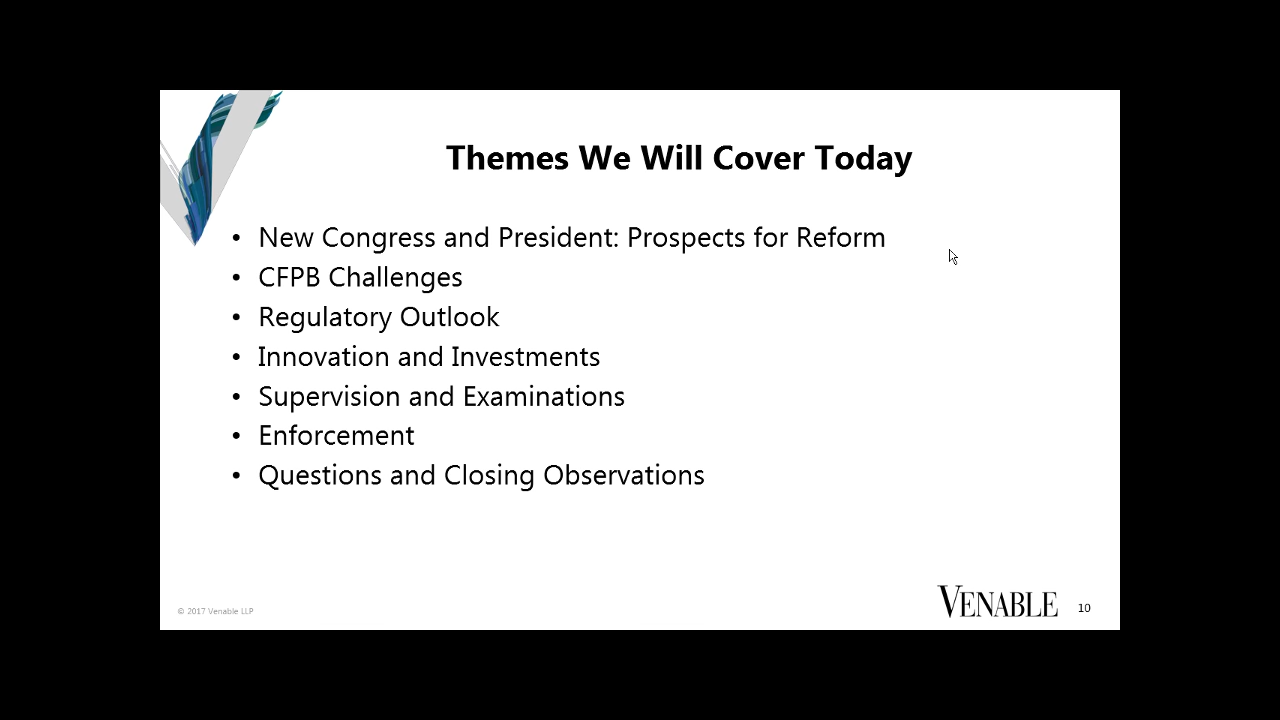 Themes We Will Cover Today
• New Congress and President: Prospects for Reform
• CFPB Challenges
• Regulatory Outlook
• Innovation and Investments
• Supervision and Examinations
• Enforcement
• Questions and Closing Observations
© 2017 Venable LLP
VENABLE
10